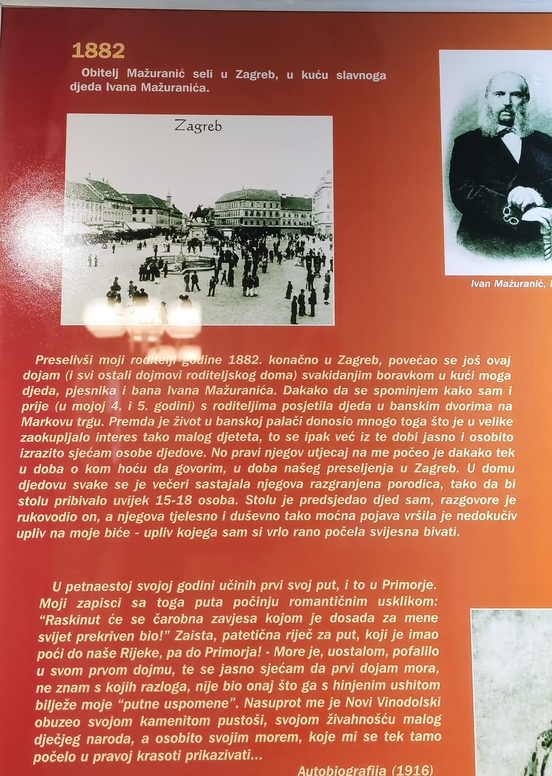 1882
Obitelj Mažuranić seli u Zagreb, u kuću slavnoga
djeda Ivana Mažuranića.
Zagreb
Ivan Mažuranić,
Preselivši moji roditelji godine 1882. konačno u Zagreb, povećao se još ovaj
dojam (i svi ostali dojmovi roditeljskog doma) svakidanjim boravkom u kući moga
djeda, pjesnika i bana Ivana Mažuranića. Dakako da se spominjem kako sam i
prije (u mojoj 4. i 5. godini) s roditeljima posjetila djeda u banskim dvorima na
Markovu trgu. Premda je život u banskoj palači donosio mnogo toga što je u velike
zaokupljalo interes tako malog djeteta, to se ipak već iz te dobi jasno i osobito
izrazito sjećam osobe djedove. No pravi njegov utjecaj na me počeo je dakako tek
u doba o kom hoću da govorim, u doba našeg preseljenja u Zagreb. U domu
djedovu svake se je večeri sastajala njegova razgranjena porodica, tako da bi
stolu pribivalo uvijek 15-18 osoba. Stolu je predsjedao djed sam, razgovore je
rukovodio on, a njegova tjelesno i duševno tako moćna pojava vršila je nedokučiv
upliv na moje biće - upliv kojega sam si vrlo rano počela svijesna bivati.
U petnaestoj svojoj godini učinih prvi svoj put, i to u Primorje.
Moji zapisci sa toga puta počinju romantičnim usklikom:
“Raskinut će se čarobna zavjesa kojom je dosada za mene
svijet prekriven bio!” Zaista, patetična riječ za put, koji je imao
poći do naše Rijeke, pa do Primorja! - More je, uostalom, pofalilo
u svom prvom dojmu, te se jasno sjećam da prvi dojam mora,
ne znam s kojih razloga, nije bio onaj što ga s hinjenim ushitom
bilježe moje “putne uspomene”. Nasuprot me je Novi Vinodolski
obuzeo svojom kamenitom pustoši, svojom živahnošću malog
dječjeg naroda, a osobito svojim morem, koje mi se tek tamo
počelo u pravoj krasoti prikazivati...
Autobiografija (1916)